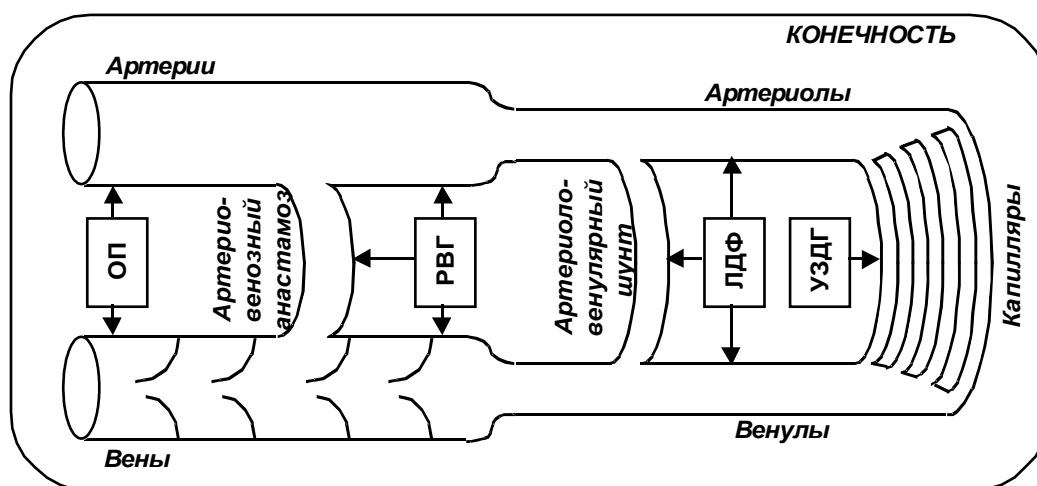 КОНЕЧНОСТЬ
Артерии
Артериолы
ОП
Артерио-
венозный
анастамоз
РВГ
Артериоло-
венулярный
шунт
ЛДФ
УЗДГ
Капилляры
Вены
Венулы